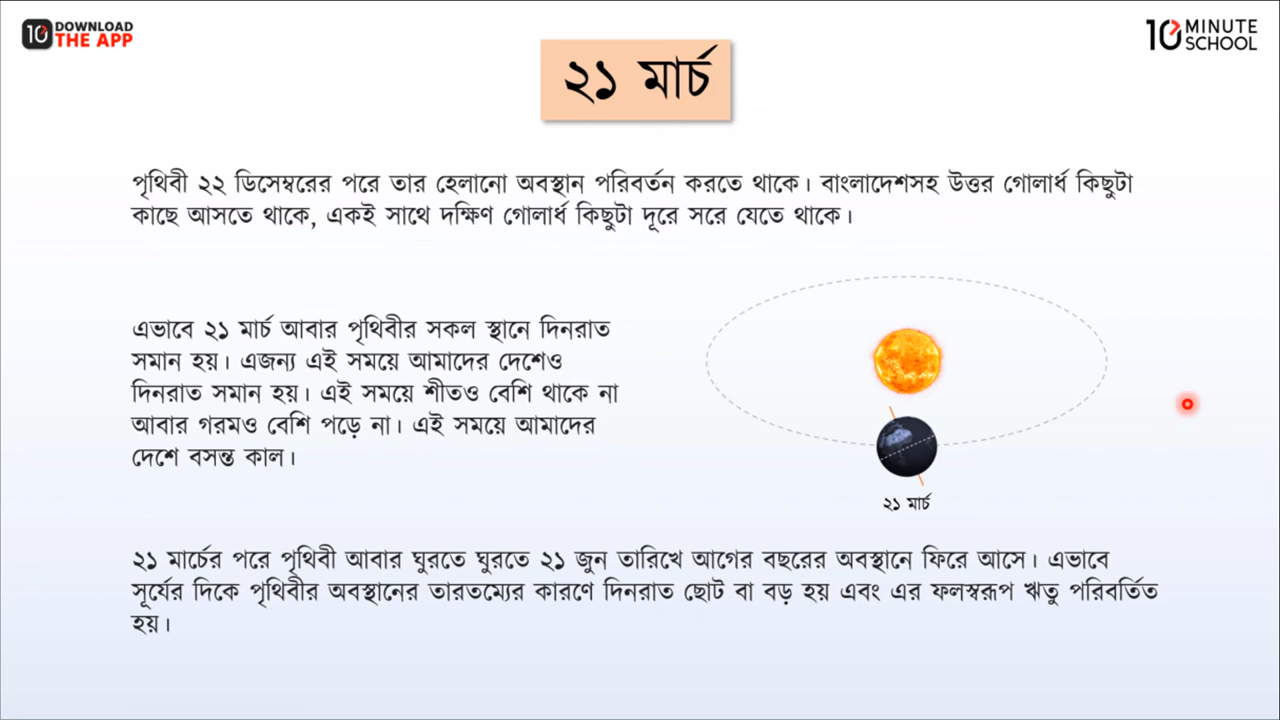 DOWNLOAD
THE APP
10 MINUTE
SCHOOL
২১ মার্চ
পৃথিবী ২২ ডিসেম্বরের পরে তার হেলানো অবস্থান পরিবর্তন করতে থাকে। বাংলাদেশসহ উত্তর গোলার্ধ কিছুটা
কাছে আসতে থাকে, একই সাথে দক্ষিণ গোলার্ধ কিছুটা দূরে সরে যেতে থাকে।
এভাবে ২১ মার্চ আবার পৃথিবীর সকল স্থানে দিনরাত
সমান হয়। এজন্য এই সময়ে আমাদের দেশেও
দিনরাত সমান হয়। এই সময়ে শীতও বেশি থাকে না
আবার গরমও বেশি পড়ে না। এই সময়ে আমাদের
দেশে বসন্ত কাল।
২১ মার্চ
২১ মার্চের পরে পৃথিবী আবার ঘুরতে ঘুরতে ২১ জুন তারিখে আগের বছরের অবস্থানে ফিরে আসে। এভাবে
সূর্যের দিকে পৃথিবীর অবস্থানের তারতম্যের কারণে দিনরাত ছোট বা বড় হয় এবং এর ফলস্বরূপ ঋতু পরিবর্তিত
হয়।